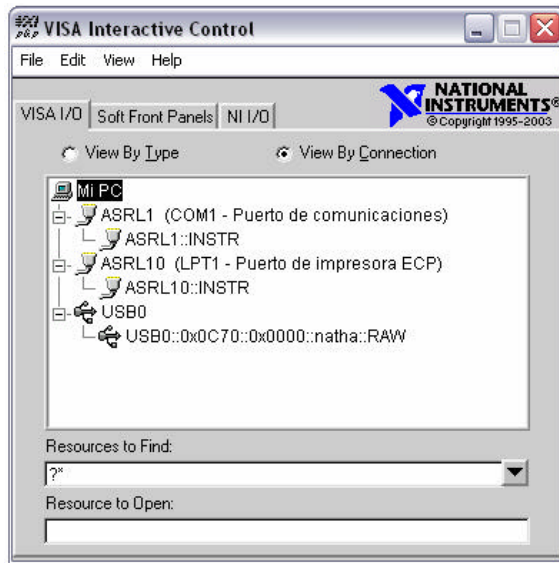 VISA Interactive Control
File Edit View Help
NATIONAL
INSTRUMENTS®
©Copyright 1995-2003
VISA I/O Soft Front Panels NI I/O
View By Type View By Connection
Mi PC
ASRL1 (COM1 - Puerto de comunicaciones)
ASRL1::INSTR
ASRL10 (LPT1 - Puerto de impresora ECP)
ASRL10::INSTR
USB0
USB0::0x0C70::0x0000::natha::RAW
Resources to Find:
?*
Resource to Open: